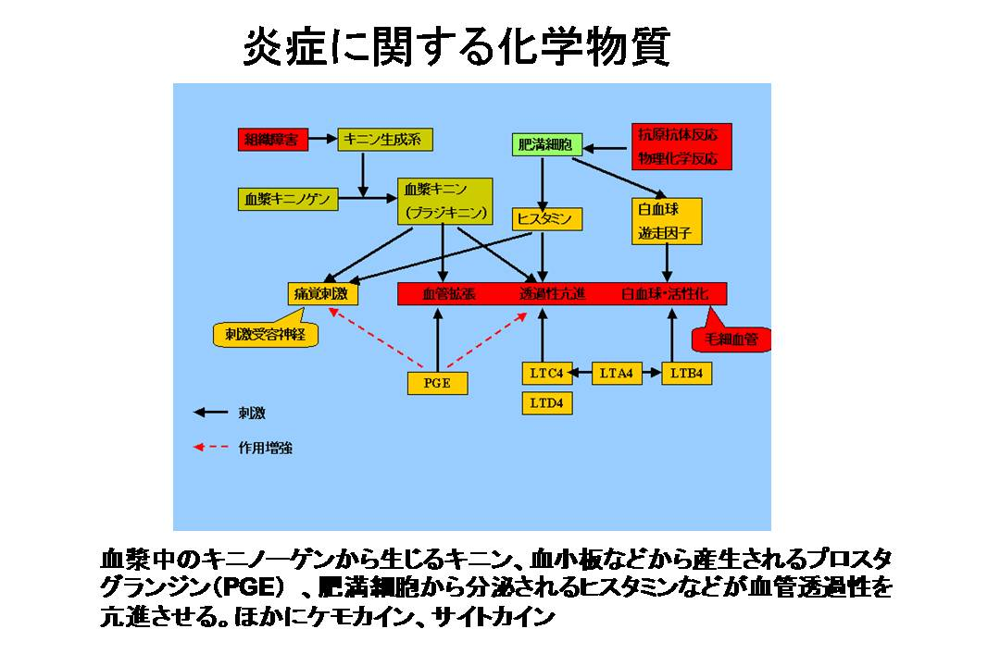 炎症に関する化学物質
組織障害
キニン生成系
肥満細胞
抗原抗体反応
物理化学反応
血漿キニノゲン
血漿キニン
(ブラジキニン)
ヒスタミン
白血球
遊走因子
痛覚刺激
血管拡張
透過性亢進
白血球・活性化
刺激受容神経
毛細血管
PGE
LTC4
LTA4
LTB4
LTD4
刺激
作用増強
血漿中のキニノーゲンから生じるキニン、血小板などから産生されるプロスタ
グランジン（PGE）、肥満細胞から分泌されるヒスタミンなどが血管透過性を
亢進させる。ほかにケモカイン、サイトカイン